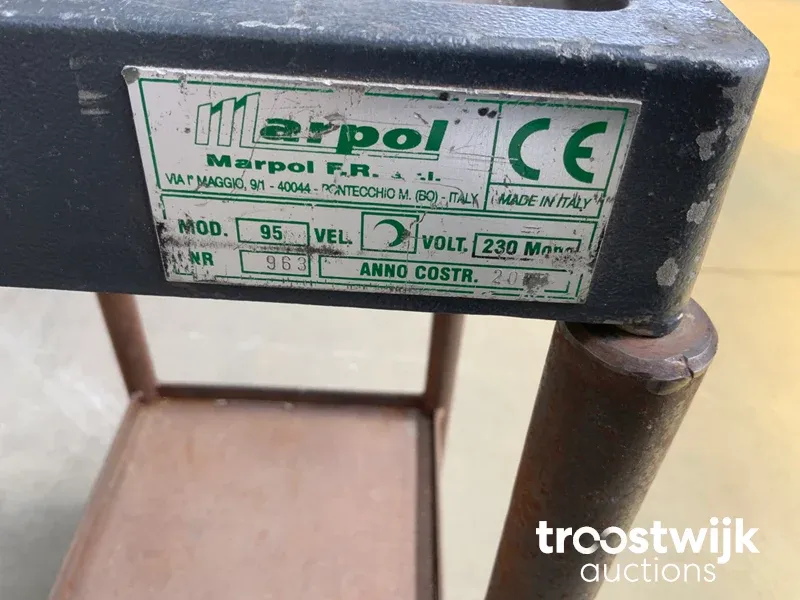 Marpol
Marpol F.R.
VIA 1° MAGGIO, 9/1 - 40044 - PONTECCHIO M. (BO) - ITALY
CE
MADE IN ITALY
MOD. 95 VEL. VOLT. 230 Mono
NR 963 ANNO COSTR.
troostwijk
auctions